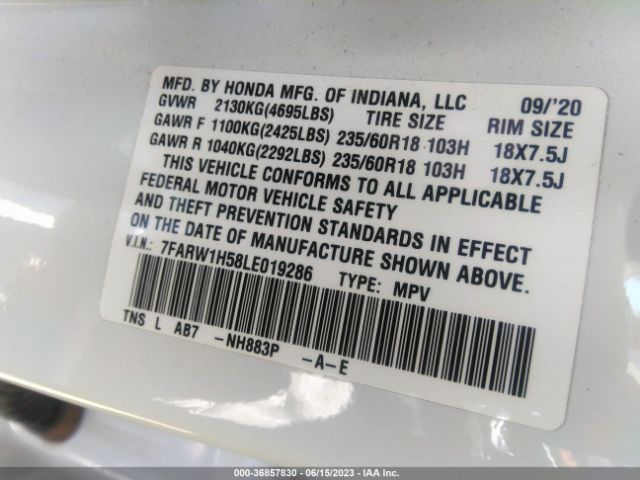 MFD. BY HONDA MFG. OF INDIANA, LLC 09/'20
GVWR 2130KG(4695LBS) TIRE SIZE RIM SIZE
GAWR F 1100KG(2425LBS) 235/60R18 103H 18X7.5J
GAWR R 1040KG(2292LBS) 235/60R18 103H 18X7.5J
THIS VEHICLE CONFORMS TO ALL APPLICABLE
FEDERAL MOTOR VEHICLE SAFETY
AND THEFT PREVENTION STANDARDS IN EFFECT
ON THE DATE OF MANUFACTURE SHOWN ABOVE.
V.I.N.: 7FARW1H58LE019286 TYPE: MPV
TNS L AB7 -NH883P -A-E
000-36857830 - 06/15/2023 - IAA Inc.